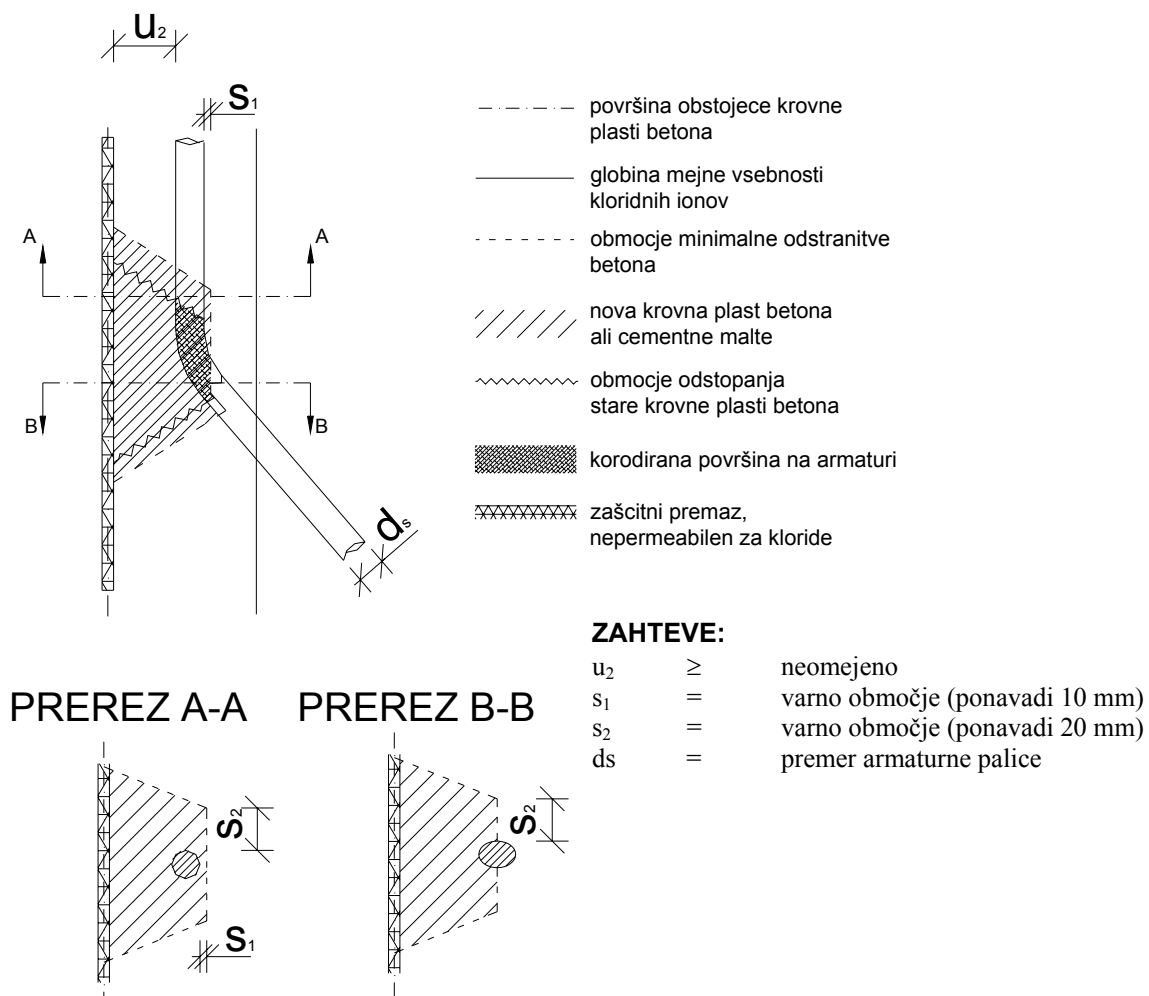 u2
s1
A A
B B
ds
površina obstoječe krovne
plasti betona
globina mejne vsebnosti
kloridnih ionov
obmocje minimalne odstranitve
betona
nova krovna plast betona
ali cementne malte
obmocje odstopanja
stare krovne plasti betona
korodirana površina na armaturi
zašcitni premaz,
nepermeabilen za kloride
ZAHTEVE:
u2 ≥ neomejeno
s1 = varno območje (ponavadi 10 mm)
s2 = varno območje (ponavadi 20 mm)
ds = premer armaturne palice
PREREZ A-A PREREZ B-B
s2
s2
s1